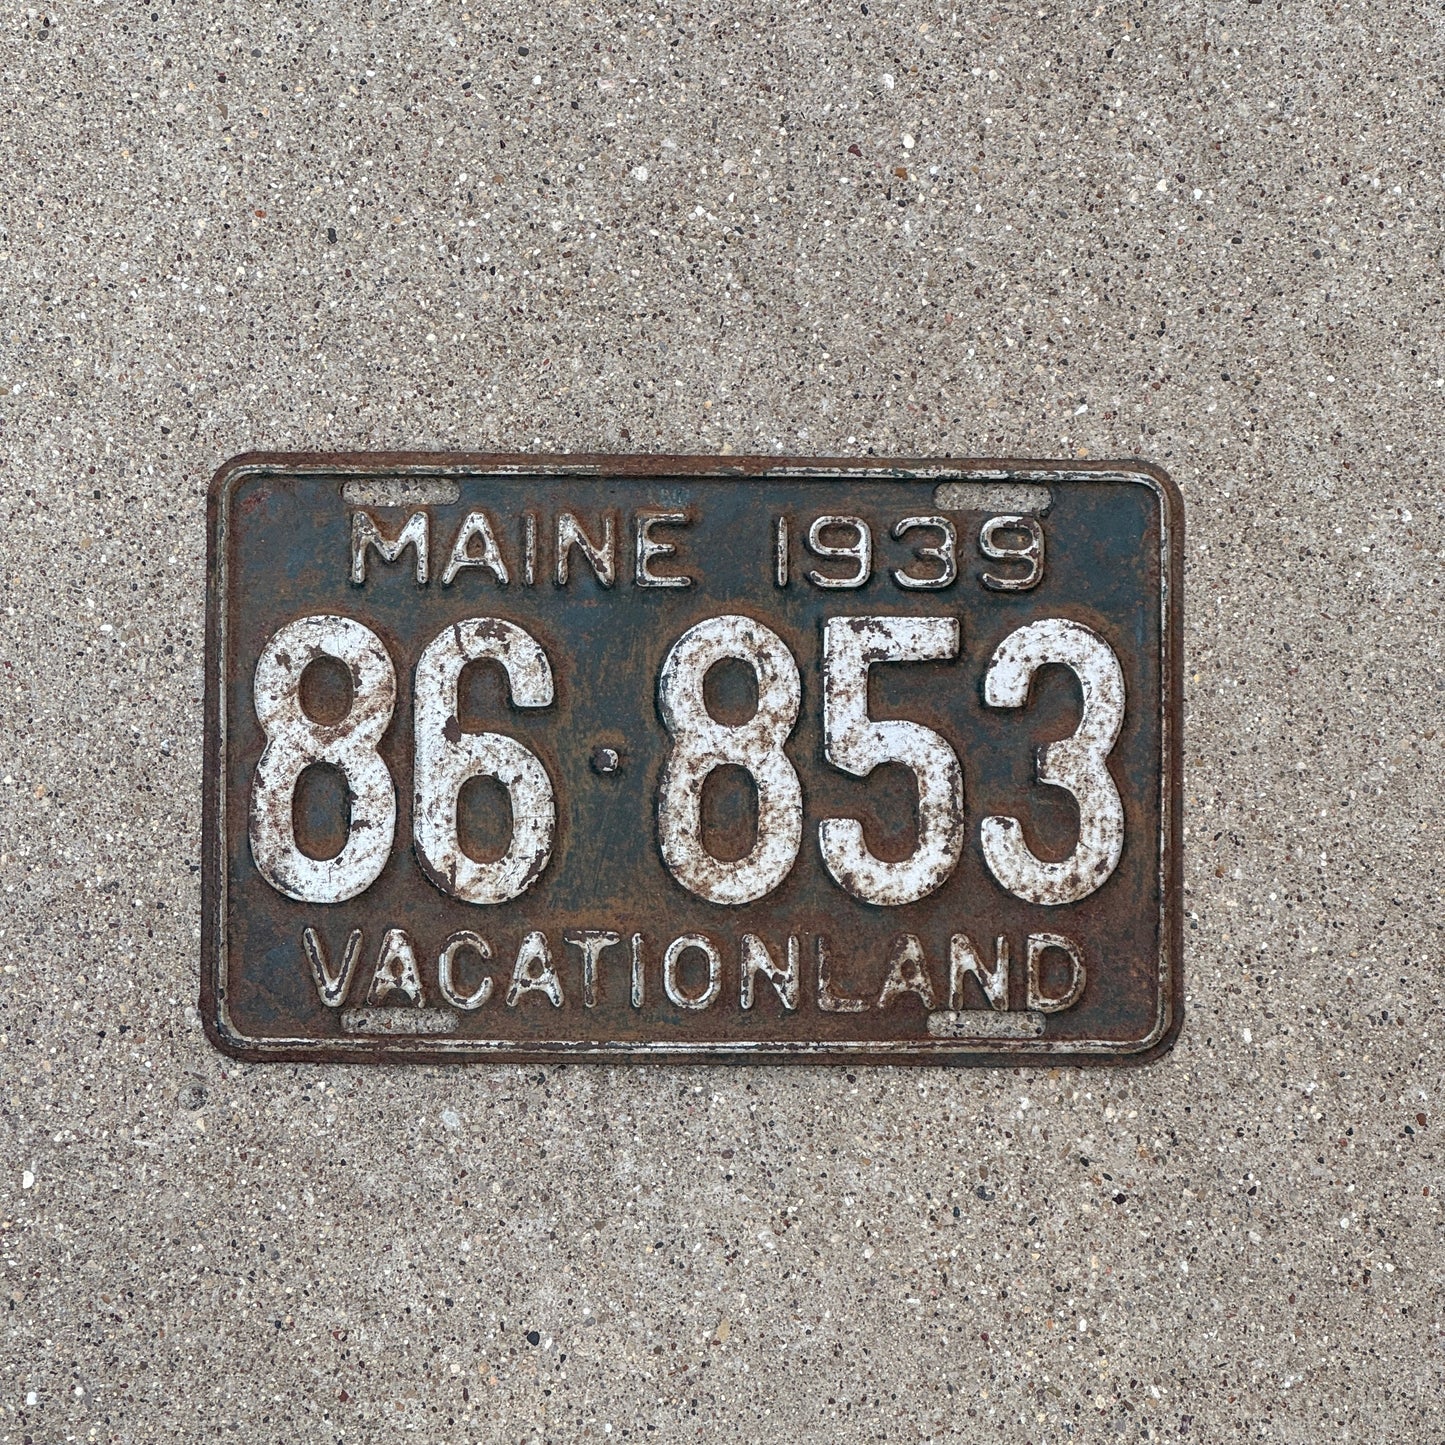 MAINE 1939
86·853
VACATIONLAND